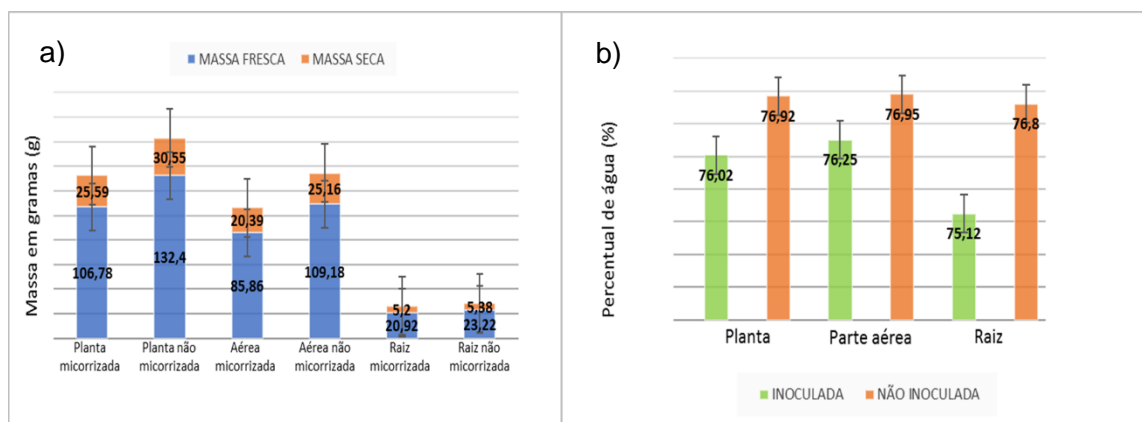 a)
MASSA FRESCA MASSA SECA
Massa em gramas (g)
25,59
106,78
30,55
132,4
20,39
85,86
25,16
109,18
5,2
20,92
5,38
23,22
Planta micorrizada
Planta não micorrizada
Aérea micorrizada
Aérea não micorrizada
Raiz micorrizada
Raiz não micorrizada
b)
Percentual de água (%)
76,02
76,92
76,25
76,95
75,12
76,8
Planta Parte aérea Raiz
INOCULADA NÃO INOCULADA